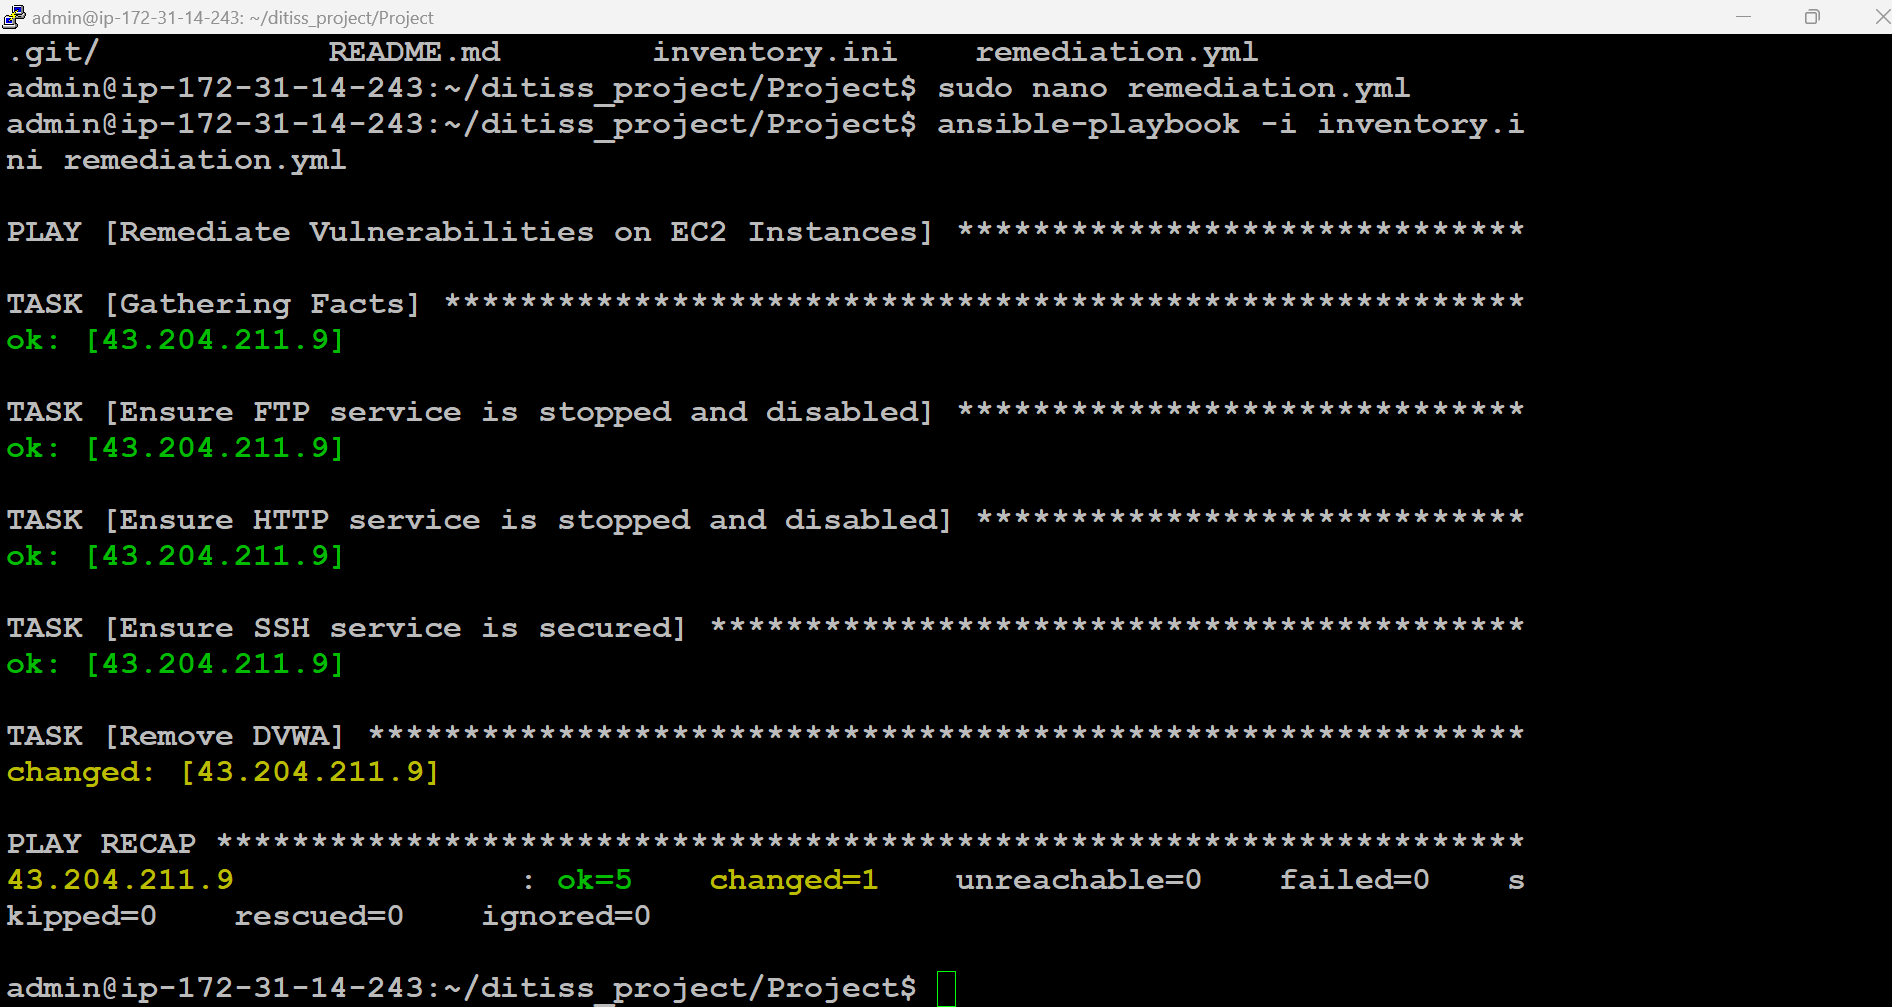 admin@ip-172-31-14-243: ~/ditiss_project/Project
.git/ README.md inventory.ini remediation.yml
admin@ip-172-31-14-243:~/ditiss_project/Project$ sudo nano remediation.yml
admin@ip-172-31-14-243:~/ditiss_project/Project$ ansible-playbook -i inventory.i
ni remediation.yml
PLAY [Remediate Vulnerabilities on EC2 Instances] ******************************
TASK [Gathering Facts] *********************************************************
ok: [43.204.211.9]
TASK [Ensure FTP service is stopped and disabled] ******************************
ok: [43.204.211.9]
TASK [Ensure HTTP service is stopped and disabled] *****************************
ok: [43.204.211.9]
TASK [Ensure SSH service is secured] *******************************************
ok: [43.204.211.9]
TASK [Remove DVWA] *************************************************************
changed: [43.204.211.9]
PLAY RECAP *********************************************************************
43.204.211.9 : ok=5 changed=1 unreachable=0 failed=0 s
kipped=0 rescued=0 ignored=0
admin@ip-172-31-14-243:~/ditiss_project/Project$